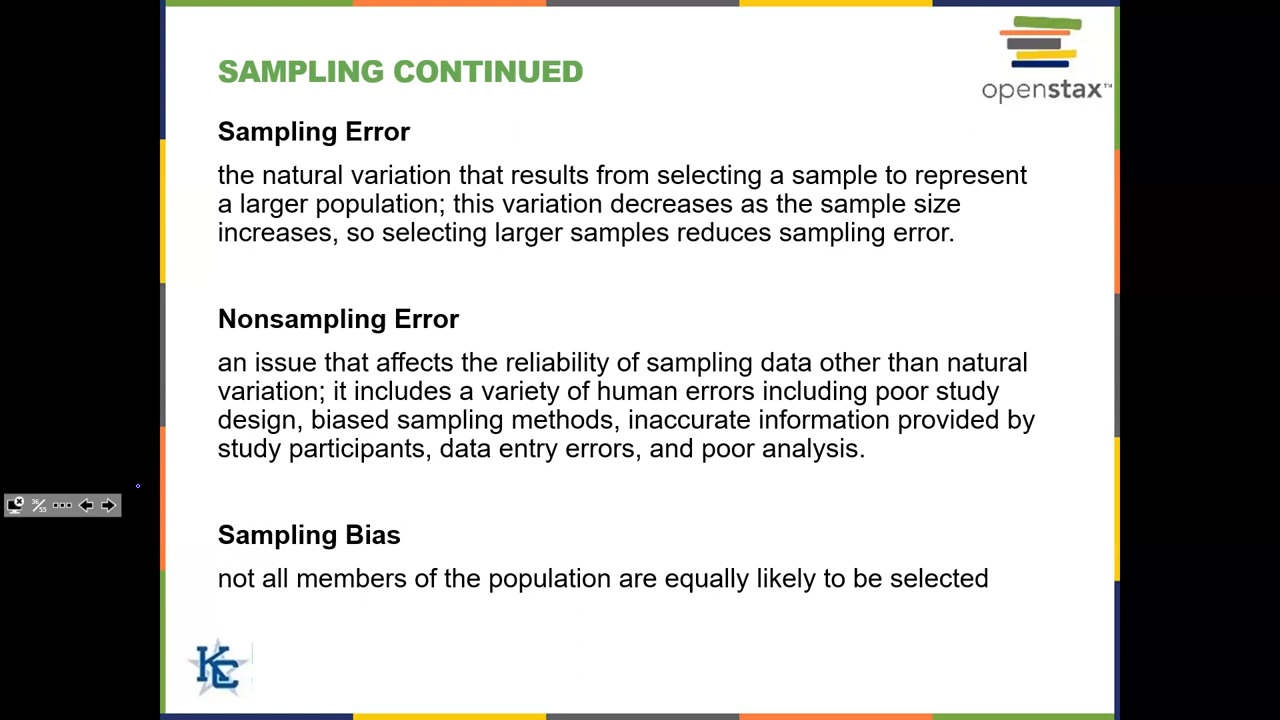 SAMPLING CONTINUED
openstax™
Sampling Error
the natural variation that results from selecting a sample to represent
a larger population; this variation decreases as the sample size
increases, so selecting larger samples reduces sampling error.
Nonsampling Error
an issue that affects the reliability of sampling data other than natural
variation; it includes a variety of human errors including poor study
design, biased sampling methods, inaccurate information provided by
study participants, data entry errors, and poor analysis.
36/55
Sampling Bias
not all members of the population are equally likely to be selected
KC